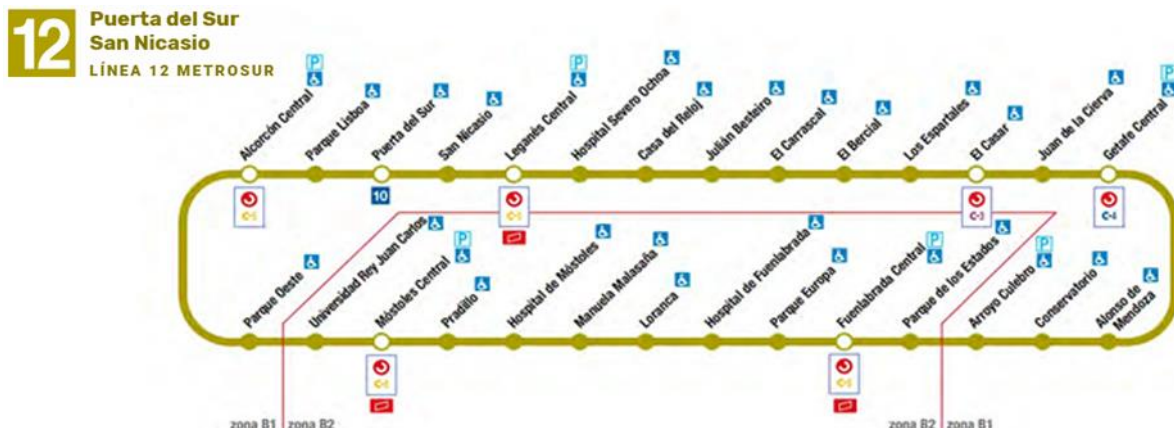 12
Puerta del Sur
San Nicasio
LÍNEA 12 METROSUR
P
P
P
Alcorcón Central
Parque Lisboa
Puerta del Sur
San Nicasio
Leganés Central
Hospital Severo Ochoa
Casa del Reloj
Julián Besteiro
El Carrascal
El Bercial
Los Espartales
El Casar
Juan de la Cierva
Getafe Central
C-5
10
C-5
C-3
C-4
P
P
P
Parque Oeste
Universidad Rey Juan Carlos
Móstoles Central
Pradillo
Hospital de Móstoles
Manuela Malasaña
Loranca
Hospital de Fuenlabrada
Parque Europa
Fuenlabrada Central
Parque de los Estados
Arroyo Culebro
Conservatorio
Alonso de
Mendoza
C-5
C-5
zona B1
zona B2
zona B2
zona B1